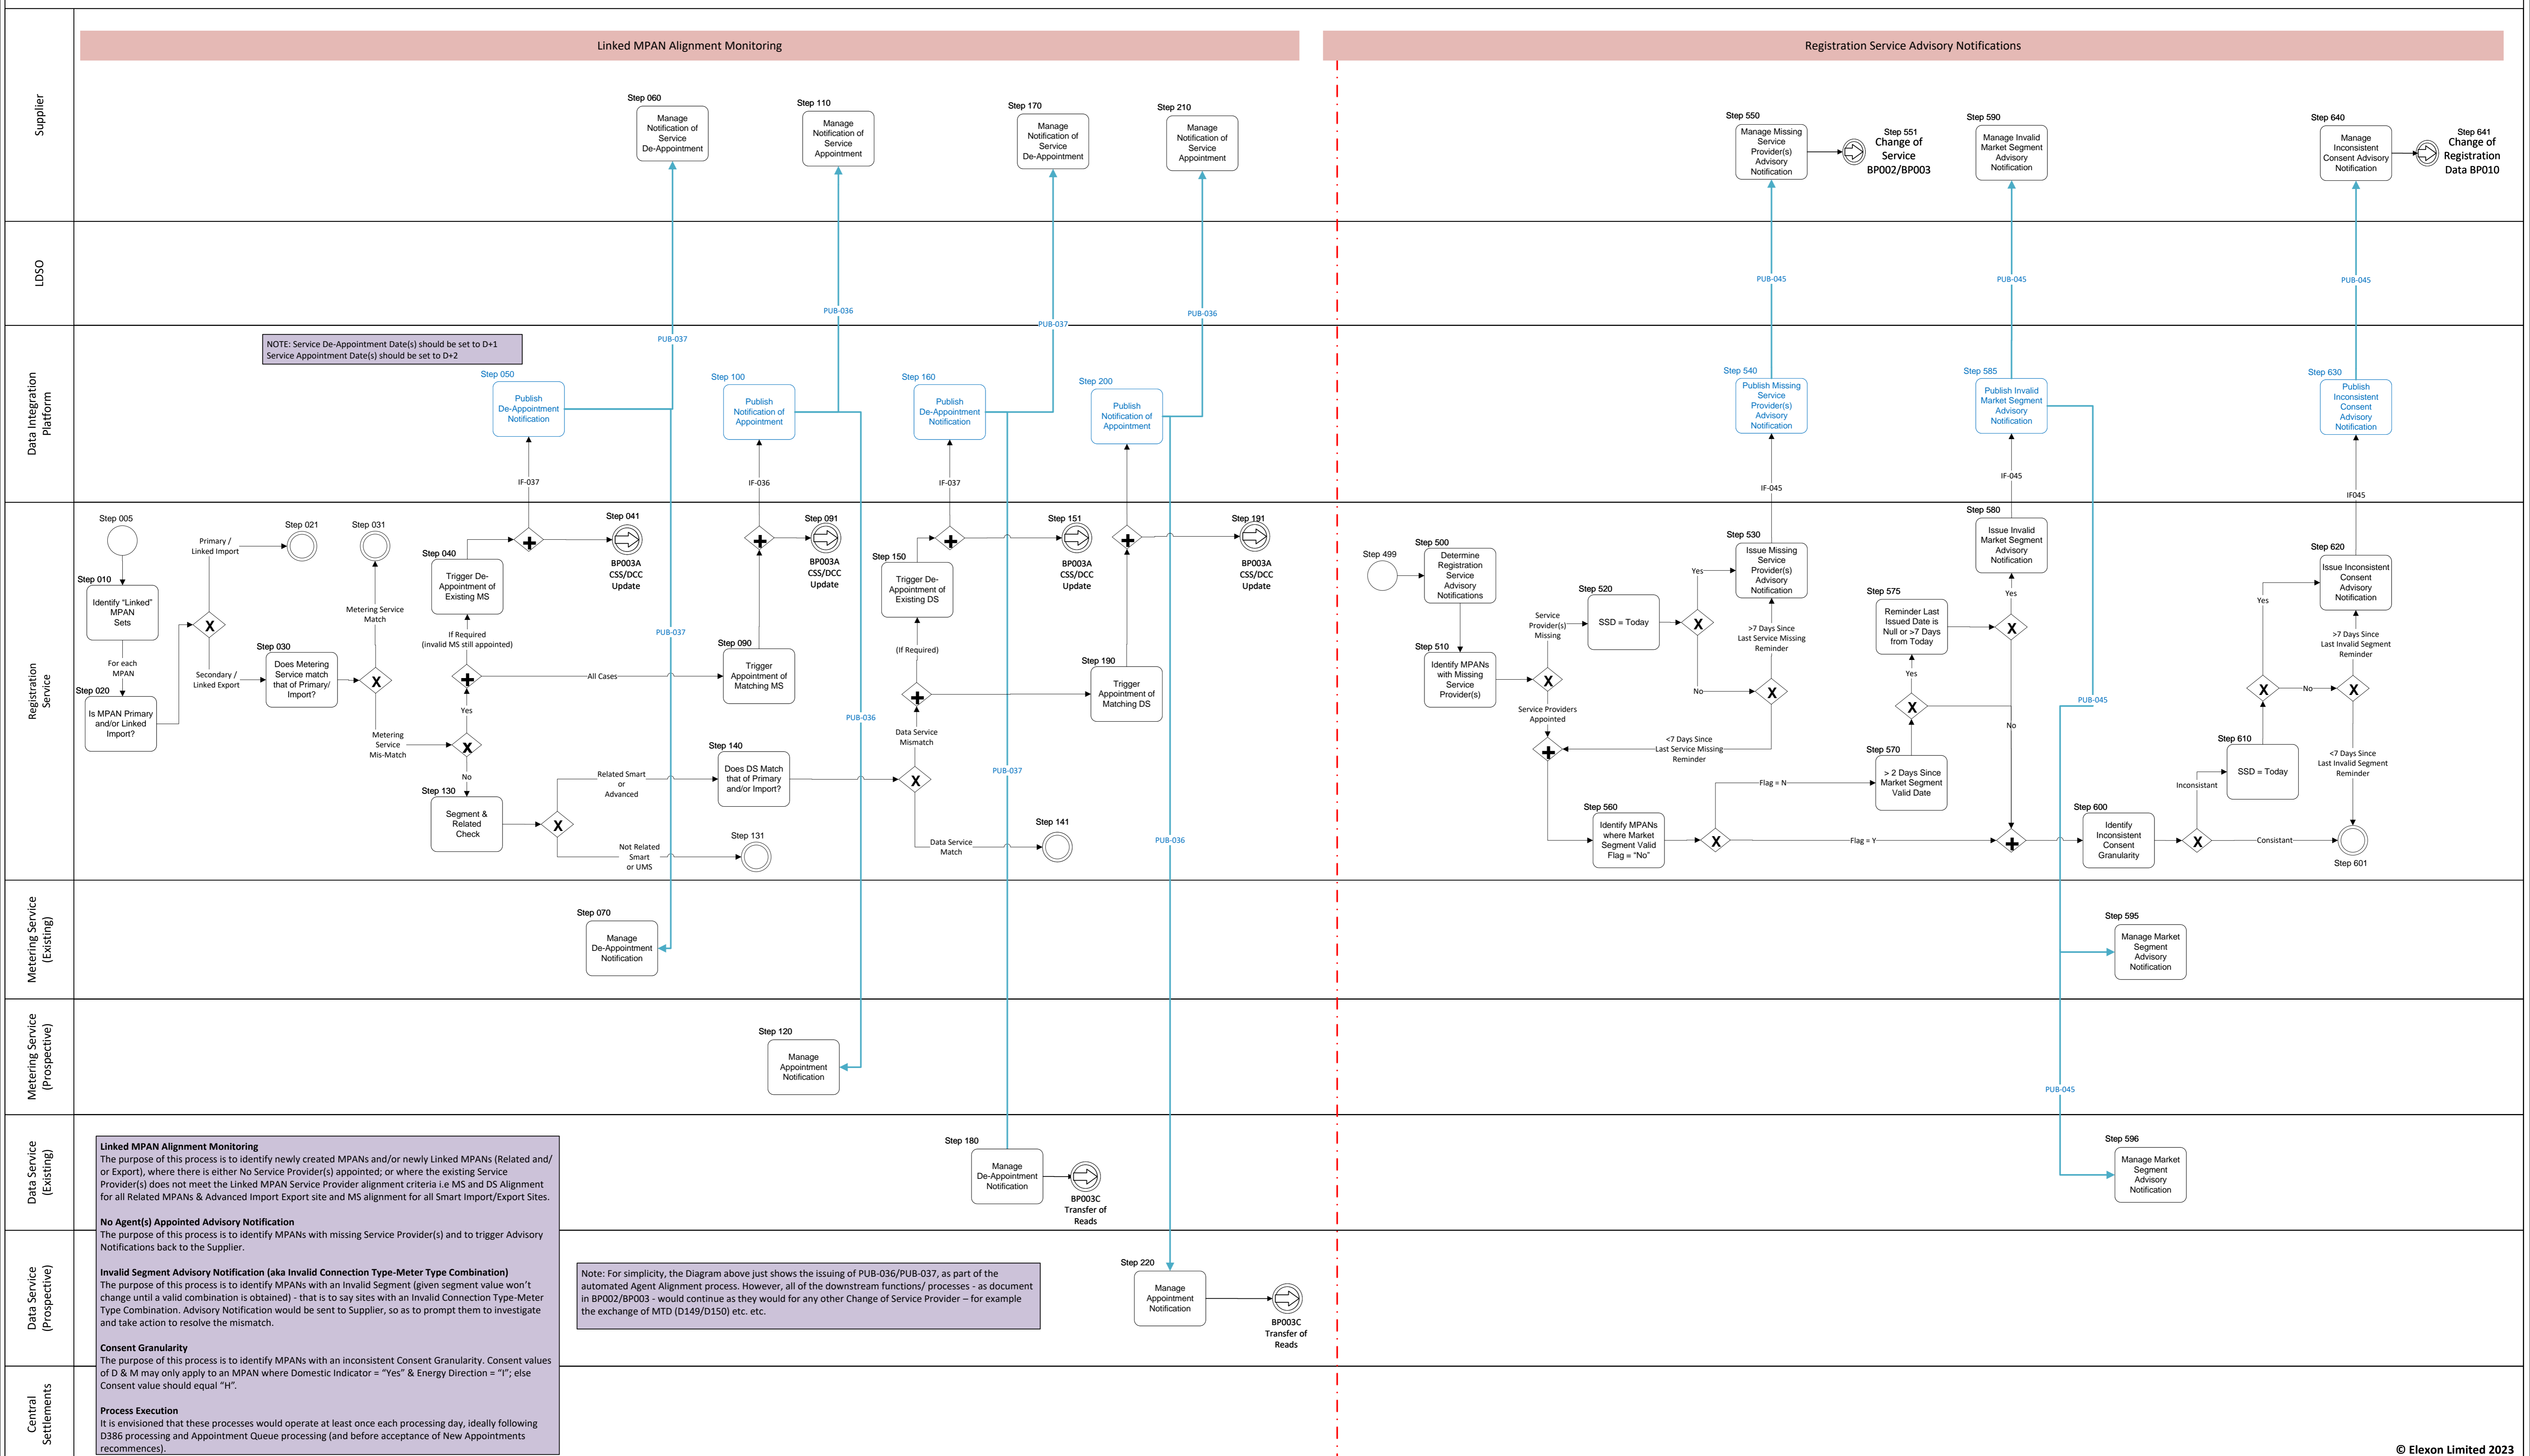 Linked MPAN Alignment Monitoring
Registration Service Advisory Notifications
Supplier
Step 060
Manage
Notification of
Service
De-Appointment
Step 110
Manage
Notification of
Service
Appointment
Step 170
Manage
Notification of
Service
De-Appointment
Step 210
Manage
Notification of
Service
Appointment
Step 550
Manage Missing
Service
Provider(s)
Advisory
Notification
Step 551
Change of
Service
BP002/BP003
Step 590
Manage Invalid
Market Segment
Advisory
Notification
Step 640
Manage
Inconsistent
Consent Advisory
Notification
Step 641
Change of
Registration
Data BP010
LDSO
PUB-036
PUB-037
PUB-036
PUB-045
PUB-045
PUB-045
Data Integration
Platform
NOTE: Service De-Appointment Date(s) should be set to D+1
Service Appointment Date(s) should be set to D+2
PUB-037
Step 050
Publish
De-Appointment
Notification
Step 100
Publish
Notification of
Appointment
Step 160
Publish
De-Appointment
Notification
Step 200
Publish
Notification of
Appointment
Step 540
Publish Missing
Service
Provider(s)
Advisory
Notification
Step 585
Publish Invalid
Market Segment
Advisory
Notification
Step 630
Publish
Inconsistent
Consent
Advisory
Notification
IF-037
IF-036
IF-037
IF-045
IF-045
IF045
Registration
Service
Step 005
Step 010
Identify “Linked”
MPAN
Sets
For each
MPAN
Step 020
Is MPAN Primary
and/or Linked
Import?
Primary /
Linked Import
Step 021
X
Secondary /
Linked Export
Step 030
Does Metering
Service match
that of Primary/
Import?
Step 031
Metering Service
Match
X
Metering
Service
Mis-Match
Step 040
Trigger De-
Appointment of
Existing MS
If Required
(invalid MS still appointed)
Yes
X
No
Step 130
Segment &
Related
Check
X
Step 041
BP003A
CSS/DCC
Update
All Cases
PUB-037
Related Smart
or
Advanced
Not Related
Smart
or UMS
Step 131
Step 090
Trigger
Appointment of
Matching MS
Step 091
BP003A
CSS/DCC
Update
Step 140
Does DS Match
that of Primary
and/or Import?
PUB-036
Step 150
Trigger De-
Appointment of
Existing DS
(If Required)
Data Service
Mismatch
X
Data Service
Match
Step 141
PUB-037
Step 151
BP003A
CSS/DCC
Update
Step 190
Trigger
Appointment of
Matching DS
Step 191
BP003A
CSS/DCC
Update
PUB-036
Step 499
Step 500
Determine
Registration
Service
Advisory
Notifications
Step 510
Identify MPANs
with Missing
Service
Provider(s)
Service
Provider(s)
Missing
X
Service Providers
Appointed
Step 520
SSD = Today
X
Yes
No
Step 530
Issue Missing
Service
Provider(s)
Advisory
Notification
>7 Days Since
Last Service Missing
Reminder
X
<7 Days Since
Last Service Missing
Reminder
Step 560
Identify MPANs
where Market
Segment Valid
Flag = “No”
X
Flag = N
Flag = Y
Step 570
> 2 Days Since
Market Segment
Valid Date
X
Yes
Step 575
Reminder Last
Issued Date is
Null or >7 Days
from Today
X
Yes
No
Step 580
Issue Invalid
Market Segment
Advisory
Notification
PUB-045
Step 600
Identify
Inconsistent
Consent
Granularity
X
Inconsistant
Consistant
Step 610
SSD = Today
X
Yes
No
Step 620
Issue Inconsistent
Consent
Advisory
Notification
>7 Days Since
Last Invalid Segment
Reminder
X
<7 Days Since
Last Invalid Segment
Reminder
Step 601
Metering Service
(Existing)
Step 070
Manage
De-Appointment
Notification
Step 595
Manage Market
Segment
Advisory
Notification
Metering Service
(Prospective)
Step 120
Manage
Appointment
Notification
PUB-045
Data Service
(Existing)
Step 180
Manage
De-Appointment
Notification
BP003C
Transfer of
Reads
Step 596
Manage Market
Segment
Advisory
Notification
Data Service
(Prospective)
Step 220
Manage
Appointment
Notification
BP003C
Transfer of
Reads
Central
Settlements
Linked MPAN Alignment Monitoring
The purpose of this process is to identify newly created MPANs and/or newly Linked MPANs (Related and/
or Export), where there is either No Service Provider(s) appointed; or where the existing Service
Provider(s) does not meet the Linked MPAN Service Provider alignment criteria i.e MS and DS Alignment
for all Related MPANs & Advanced Import Export site and MS alignment for all Smart Import/Export Sites.
No Agent(s) Appointed Advisory Notification
The purpose of this process is to identify MPANs with missing Service Provider(s) and to trigger Advisory
Notifications back to the Supplier.
Invalid Segment Advisory Notification (aka Invalid Connection Type-Meter Type Combination)
The purpose of this process is to identify MPANs with an Invalid Segment (given segment value won’t
change until a valid combination is obtained) - that is to say sites with an Invalid Connection Type-Meter
Type Combination. Advisory Notification would be sent to Supplier, so as to prompt them to investigate
and take action to resolve the mismatch.
Consent Granularity
The purpose of this process is to identify MPANs with an inconsistent Consent Granularity. Consent values
of D & M may only apply to an MPAN where Domestic Indicator = “Yes” & Energy Direction = “I”; else
Consent value should equal “H”.
Process Execution
It is envisioned that these processes would operate at least once each processing day, ideally following
D386 processing and Appointment Queue processing (and before acceptance of New Appointments
recommences).
Note: For simplicity, the Diagram above just shows the issuing of PUB-036/PUB-037, as part of the
automated Agent Alignment process. However, all of the downstream functions/ processes - as document
in BP002/BP003 - would continue as they would for any other Change of Service Provider – for example
the exchange of MTD (D149/D150) etc. etc.
© Elexon Limited 2023